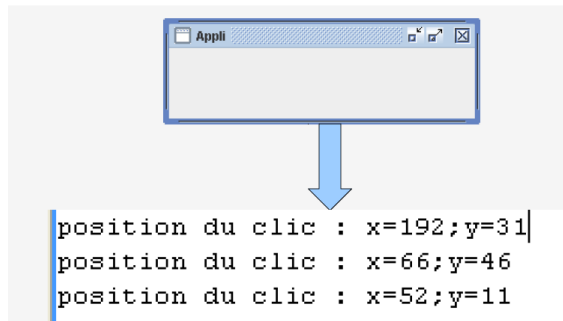 Appli
position du clic : x=192;y=31
position du clic : x=66;y=46
position du clic : x=52;y=11